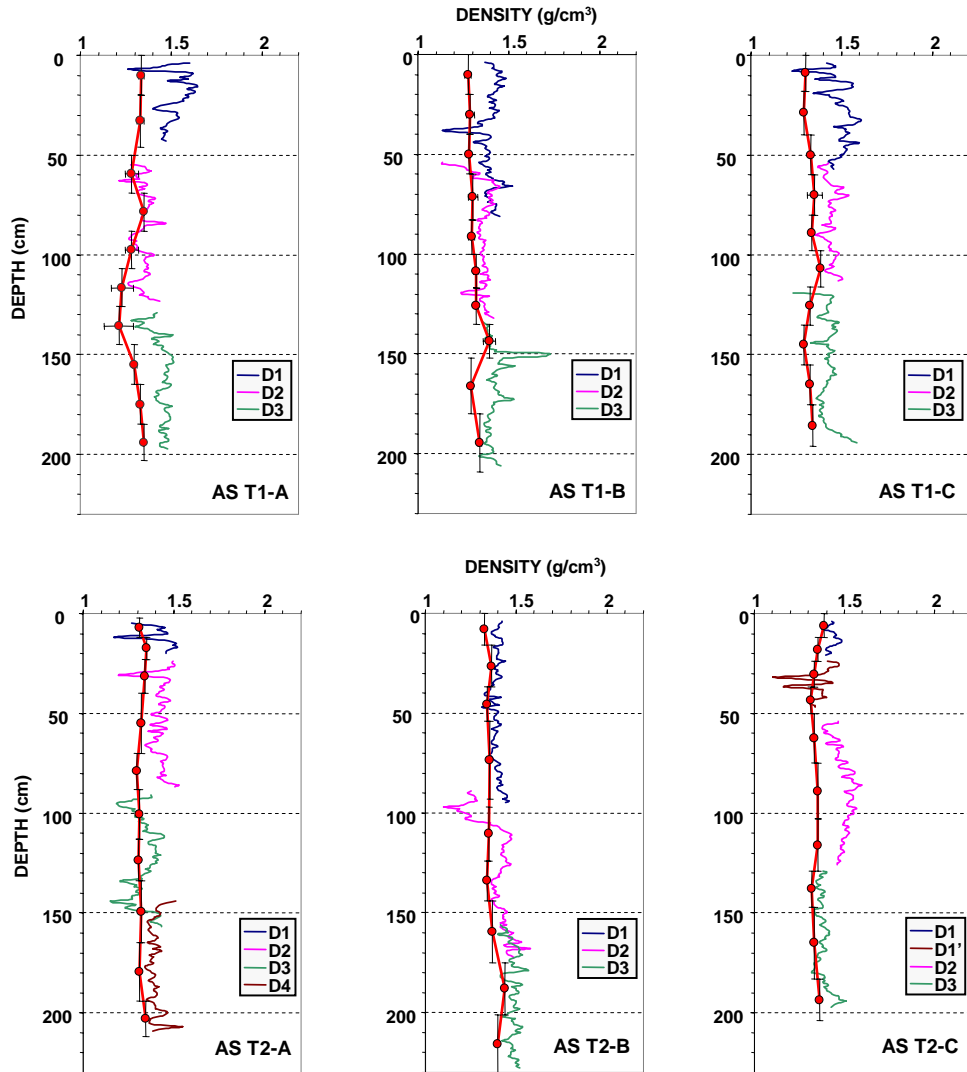 DENSITY (g/cm³)
1 1.5 2
1 1.5 2
1 1.5 2
0
50
100
150
200
DEPTH (cm)
D1
D2
D3
AS T1-A
0
50
100
150
200
D1
D2
D3
AS T1-B
0
50
100
150
200
D1
D2
D3
AS T1-C
DENSITY (g/cm³)
1 1.5 2
1 1.5 2
1 1.5 2
0
50
100
150
200
DEPTH (cm)
D1
D2
D3
D4
AS T2-A
0
50
100
150
200
D1
D2
D3
AS T2-B
0
50
100
150
200
D1
D1’
D2
D3
AS T2-C